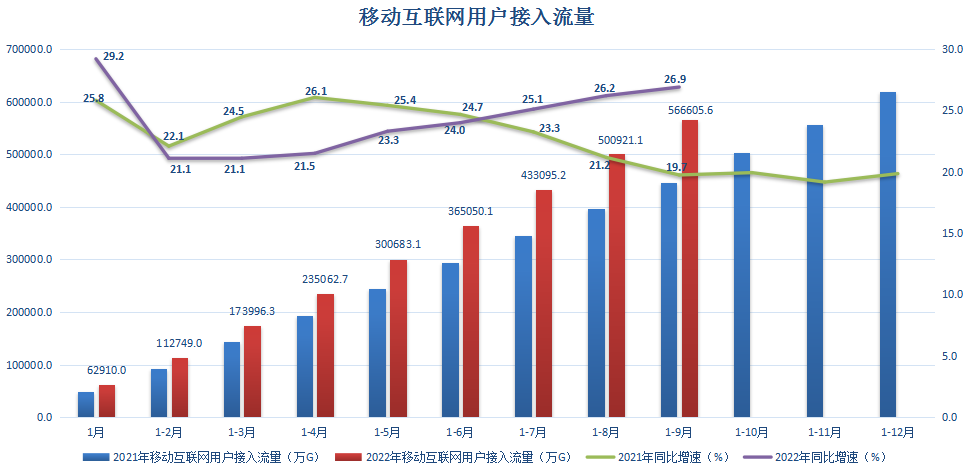 移动互联网用户接入流量
700000.0
600000.0
500000.0
400000.0
300000.0
200000.0
100000.0
0.0
30.0
25.0
20.0
15.0
10.0
5.0
0.0
25.8
22.1
24.5
26.1
25.4
24.7
23.3
21.2
19.7
29.2
21.1
21.1
21.5
23.3
24.0
25.1
26.2
26.9
62910.0
112749.0
173996.3
235062.7
300683.1
365050.1
433095.2
500921.1
566605.6
1月
1-2月
1-3月
1-4月
1-5月
1-6月
1-7月
1-8月
1-9月
1-10月
1-11月
1-12月
2021年移动互联网用户接入流量（万G）
2022年移动互联网用户接入流量（万G）
2021年同比增速（%）
2022年同比增速（%）